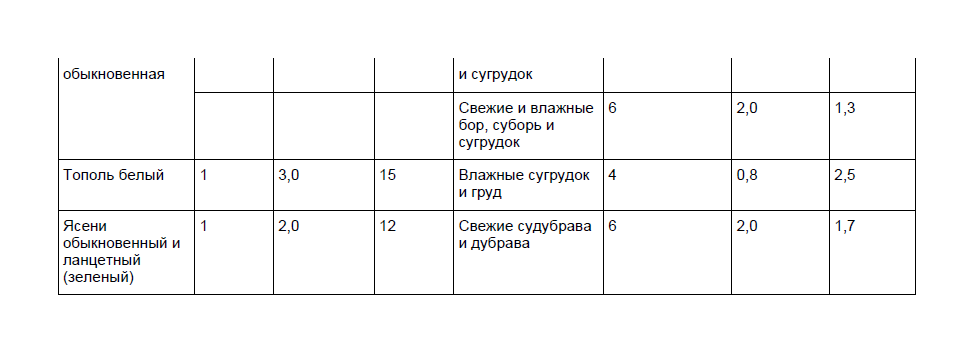 обыкновенная и сугрудок
Свежие и влажные 6 2,0 1,3
бор, суборь и
сугрудок
Тополь белый 1 3,0 15 Влажные сугрудок 4 0,8 2,5
и груд
Ясени 1 2,0 12 Свежие судубрава 6 2,0 1,7
обыкновенный и и дубрава
ланцетный
(зеленый)